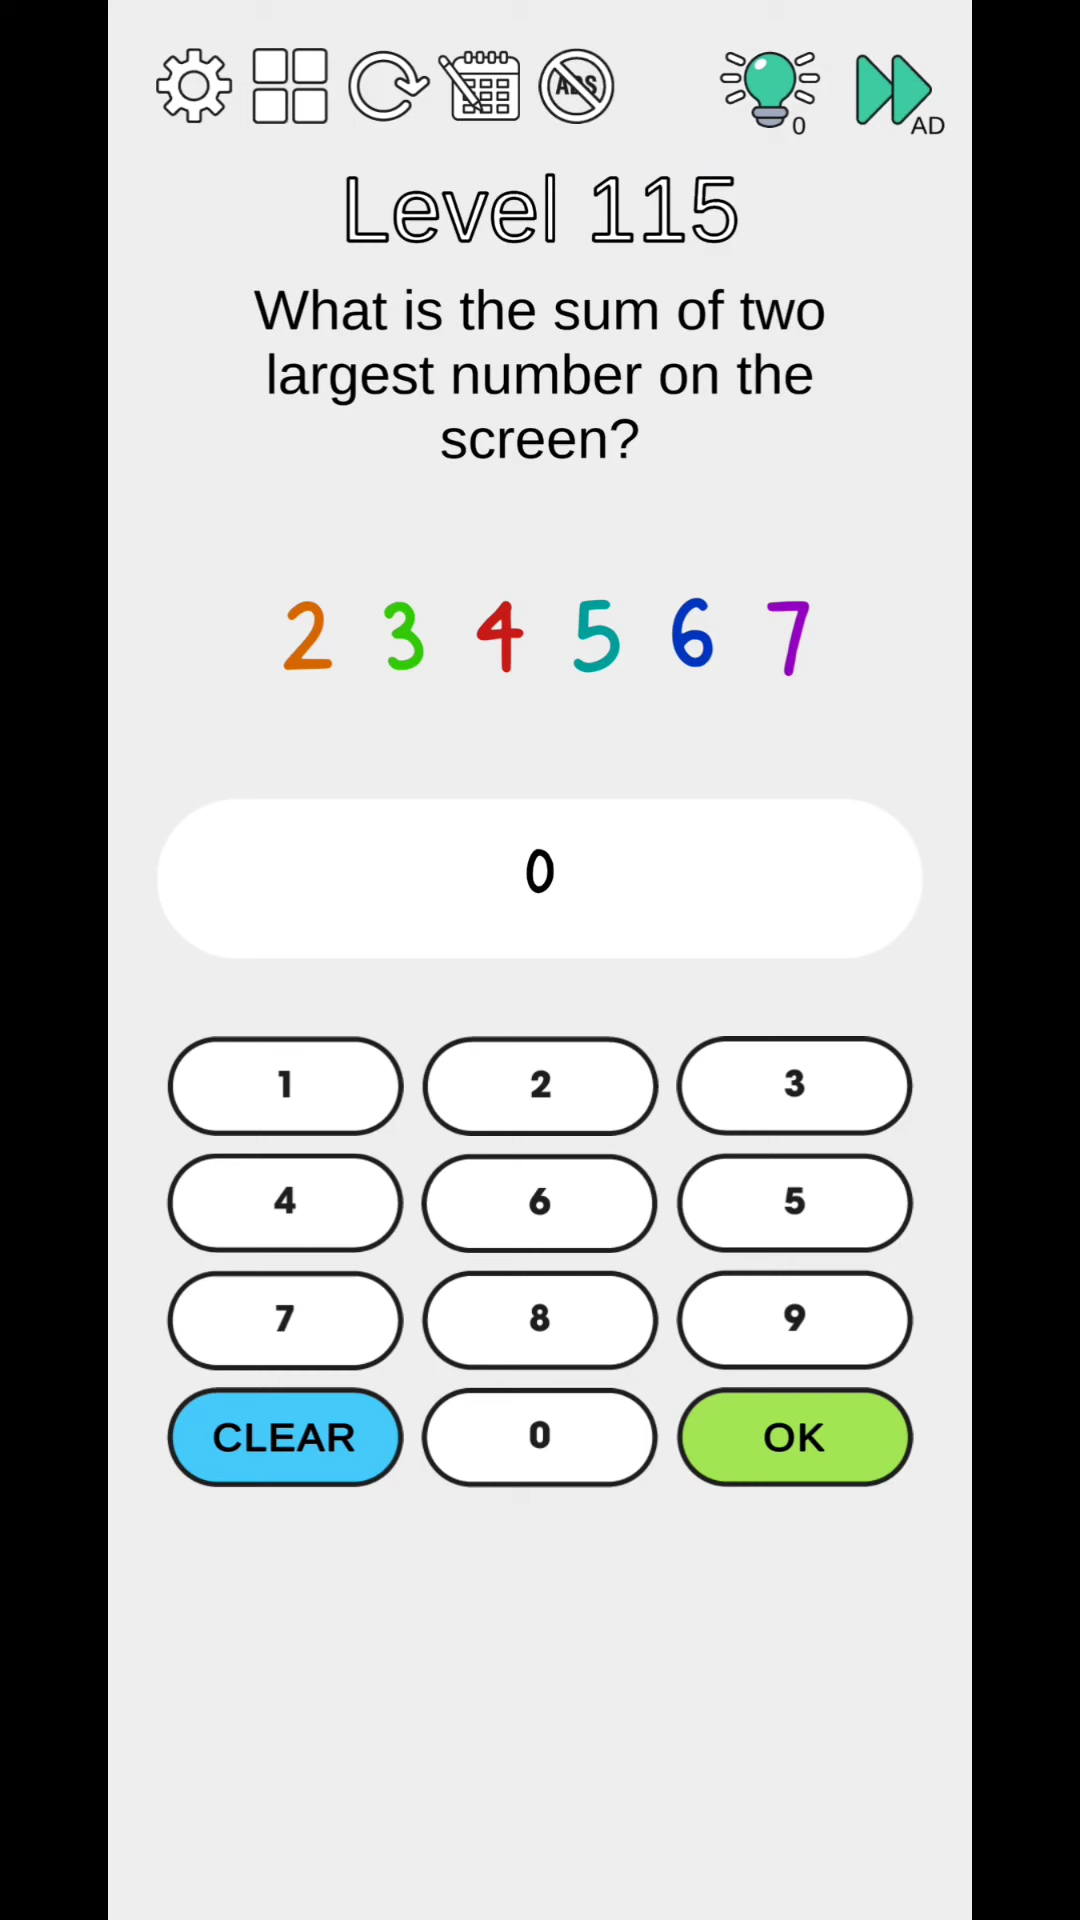 ADS
0
AD
Level 115
What is the sum of two
largest number on the
screen?
2 3 4 5 6 7
0
1 2 3
4 6 5
7 8 9
CLEAR 0 OK